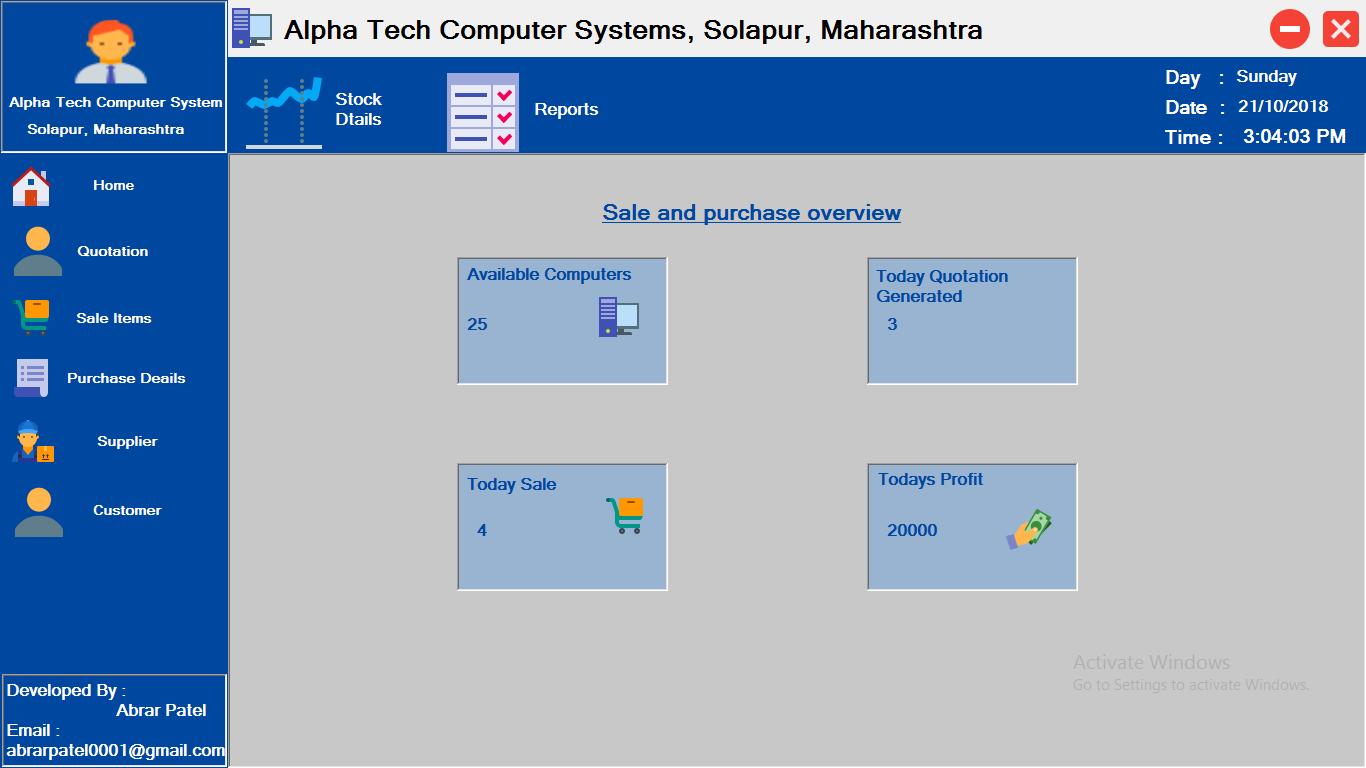 Alpha Tech Computer Systems, Solapur, Maharashtra
Alpha Tech Computer System
Solapur, Maharashtra
Stock
Dtails
Reports
Day : Sunday
Date : 21/10/2018
Time : 3:04:03 PM
Home
Quotation
Sale Items
Purchase Deails
Supplier
Customer
Developed By :
Abrar Patel
Email :
abrarpatel0001@gmail.com
Sale and purchase overview
Available Computers
25
Today Quotation
Generated
3
Today Sale
4
Todays Profit
20000
Activate Windows
Go to Settings to activate Windows.